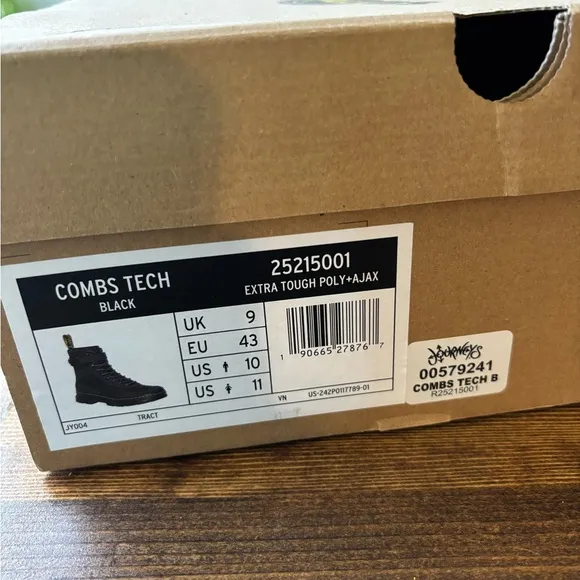 COMBS TECH
BLACK
25215001
EXTRA TOUGH POLY+AJAX
UK 9
EU 43
US 10
US 11
1 90665 27876 7
JY004
TRACT
VN
US-242P0117789-01
JOURNEYS
00579241
COMBS TECH B
R25215001